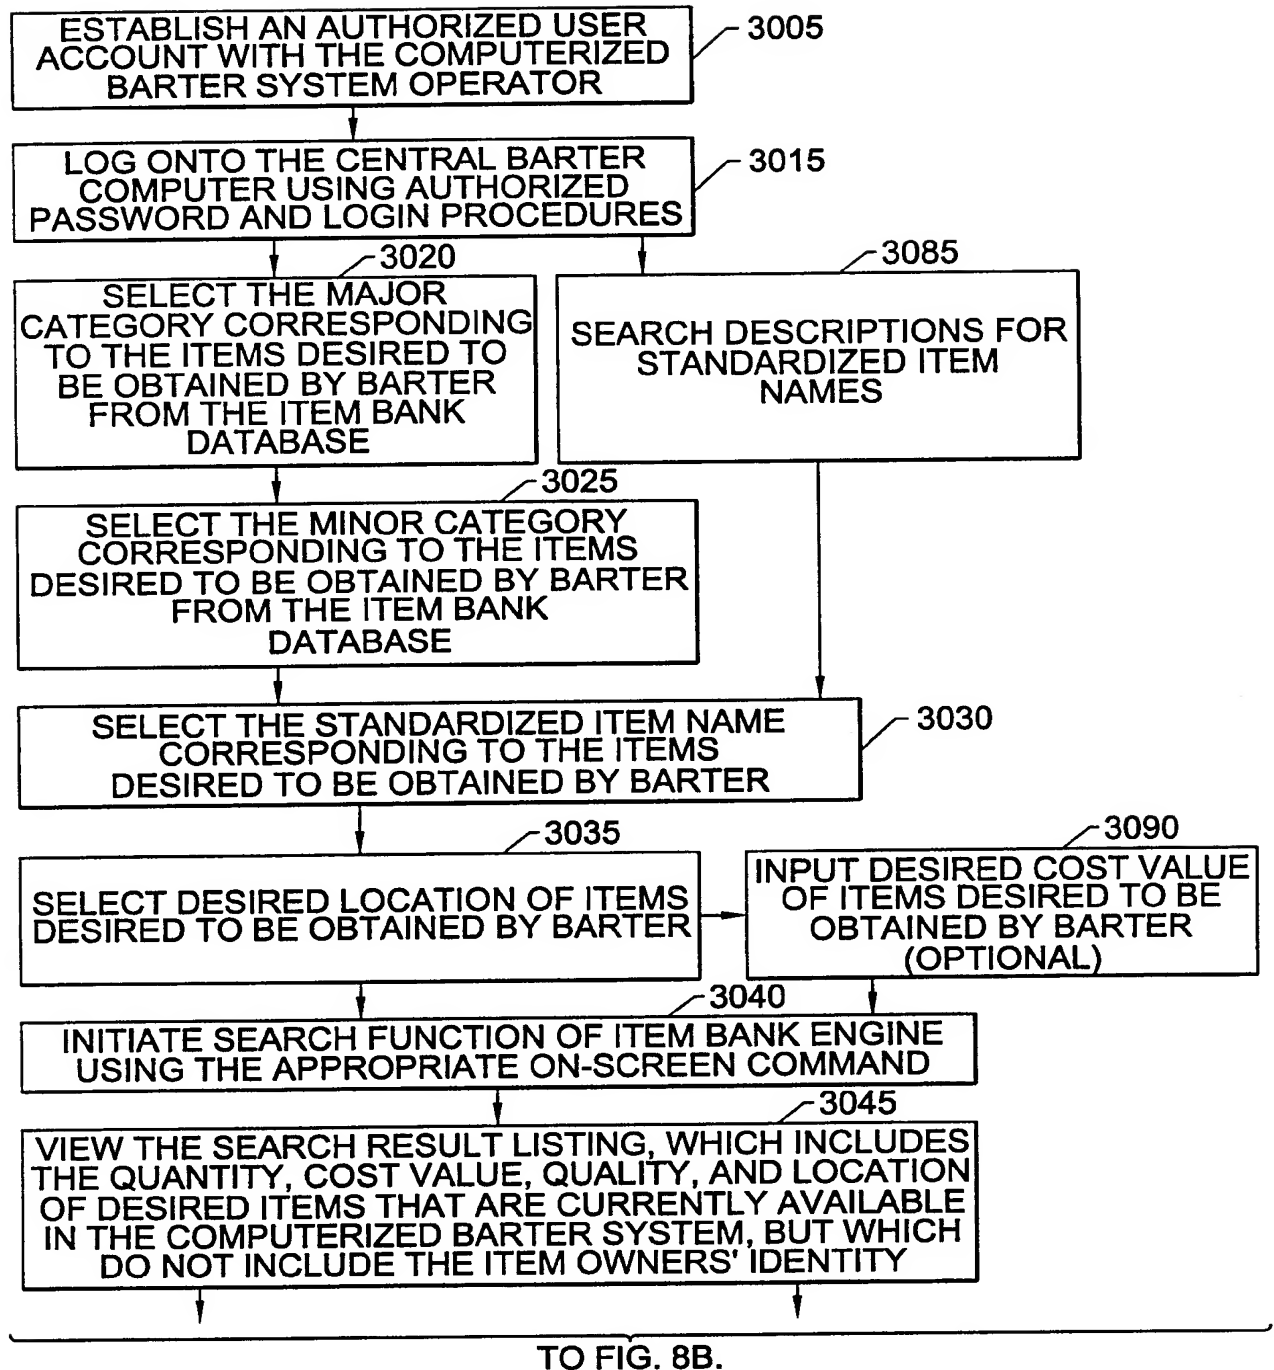 ESTABLISH AN AUTHORIZED USER
ACCOUNT WITH THE COMPUTERIZED
BARTER SYSTEM OPERATOR
3005
LOG ONTO THE CENTRAL BARTER
COMPUTER USING AUTHORIZED
PASSWORD AND LOGIN PROCEDURES
3015
3020
SELECT THE MAJOR
CATEGORY CORRESPONDING
TO THE ITEMS DESIRED TO
BE OBTAINED BY BARTER
FROM THE ITEM BANK
DATABASE
3085
SEARCH DESCRIPTIONS FOR
STANDARDIZED ITEM
NAMES
3025
SELECT THE MINOR CATEGORY
CORRESPONDING TO THE ITEMS
DESIRED TO BE OBTAINED BY BARTER
FROM THE ITEM BANK
DATABASE
SELECT THE STANDARDIZED ITEM NAME
CORRESPONDING TO THE ITEMS
DESIRED TO BE OBTAINED BY BARTER
3030
3035
SELECT DESIRED LOCATION OF ITEMS
DESIRED TO BE OBTAINED BY BARTER
3090
INPUT DESIRED COST VALUE
OF ITEMS DESIRED TO BE
OBTAINED BY BARTER
(OPTIONAL)
3040
INITIATE SEARCH FUNCTION OF ITEM BANK ENGINE
USING THE APPROPRIATE ON-SCREEN COMMAND
3045
VIEW THE SEARCH RESULT LISTING, WHICH INCLUDES
THE QUANTITY, COST VALUE, QUALITY, AND LOCATION
OF DESIRED ITEMS THAT ARE CURRENTLY AVAILABLE
IN THE COMPUTERIZED BARTER SYSTEM, BUT WHICH
DO NOT INCLUDE THE ITEM OWNERS' IDENTITY
TO FIG. 8B.